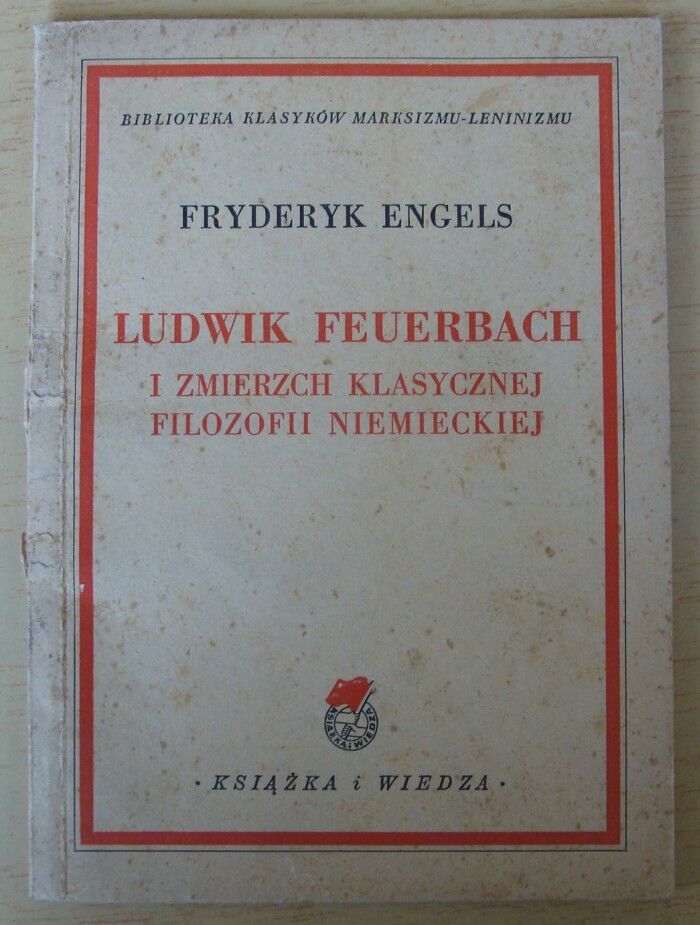 BIBLIOTEKA KLASYKÓW MARKSIZMU-LENINIZMU
FRYDERYK ENGELS
LUDWIK FEUERBACH
I ZMIERZCH KLASYCZNEJ
FILOZOFII NIEMIECKIEJ
KSIĄŻKA i WIEDZA
· KSIĄŻKA i WIEDZA ·